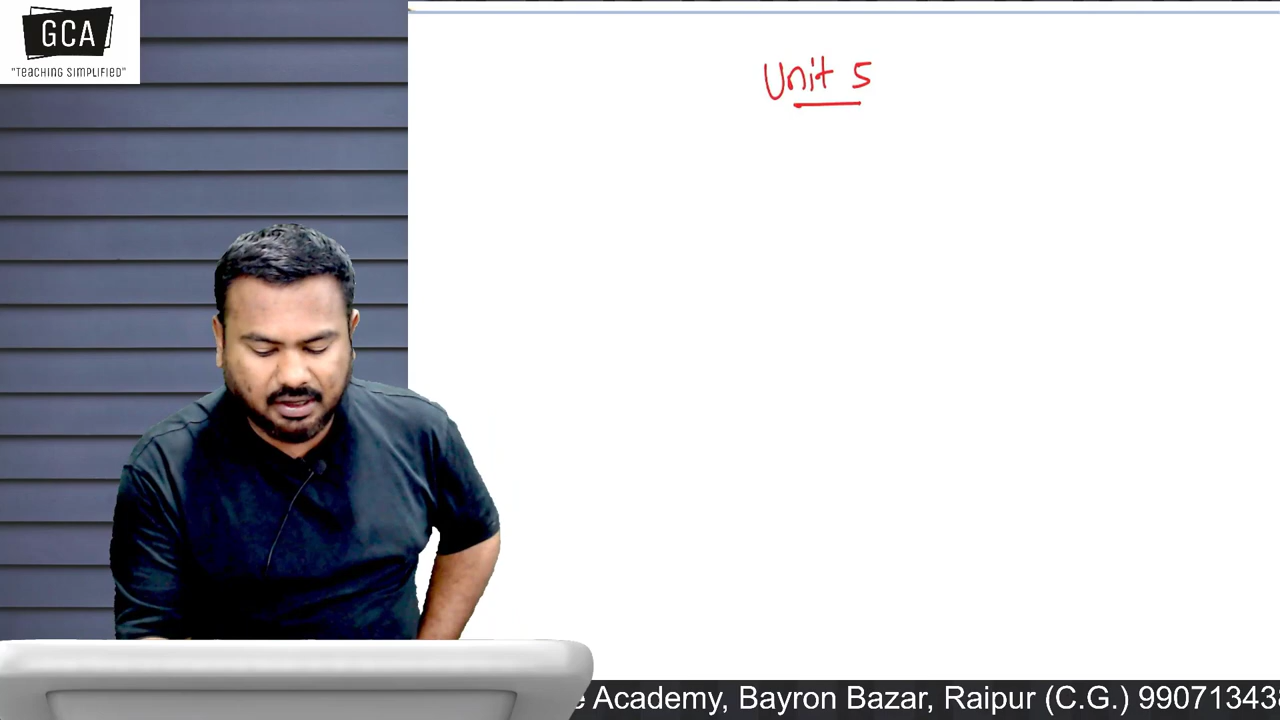 GCA
"Teaching Simplified"
Unit 5
e Academy, Bayron Bazar, Raipur (C.G.) 99071343